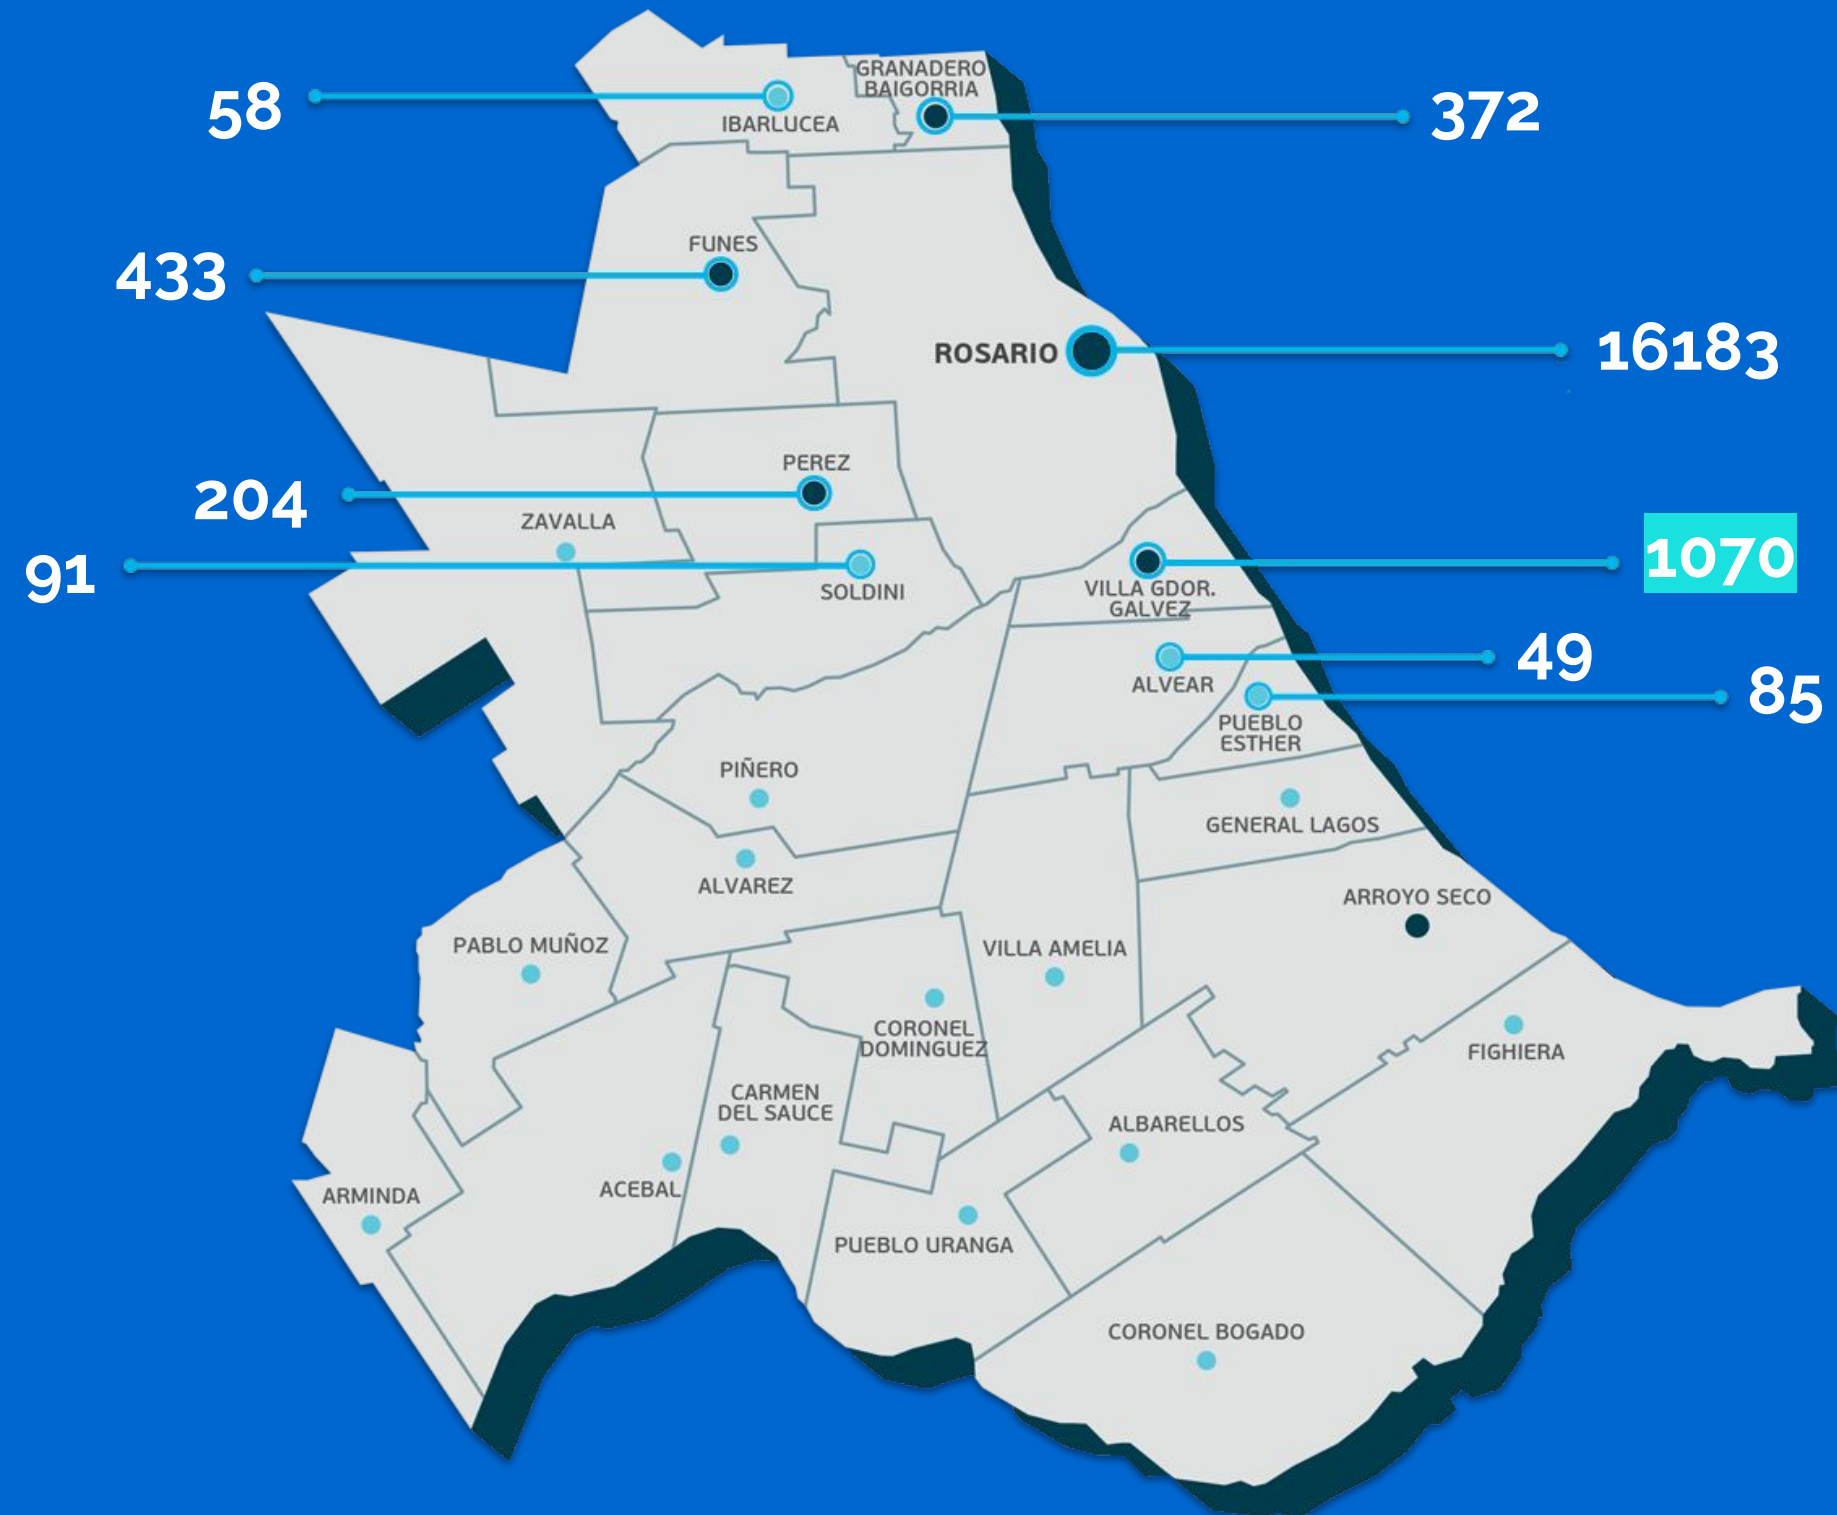 GRANADERO
BAIGORRIA
58
372
IBARLUCEA
FUNES
433
ROSARIO
16183
PEREZ
204
ZAVALLA
1070
91
SOLDINI
VILLA GDOR.
GALVEZ
49
ALVEAR
85
PUEBLO
ESTHER
PIÑERO
GENERAL LAGOS
ALVAREZ
ARROYO SECO
PABLO MUÑOZ
VILLA AMELIA
CORONEL
DOMINGUEZ
FIGHIERA
CARMEN
DEL SAUCE
ALBARELLOS
ACEBAL
ARMINDA
PUEBLO URANGA
CORONEL BOGADO